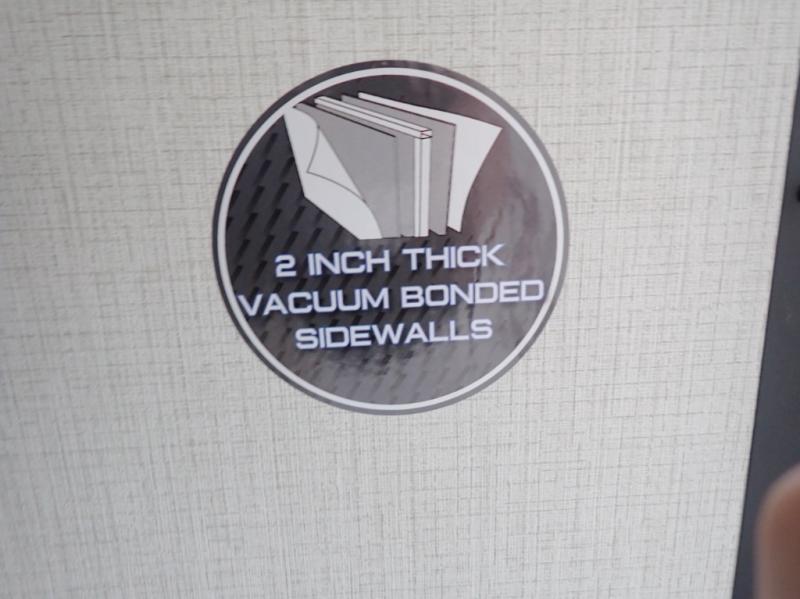 2 INCH THICK
VACUUM BONDED
SIDEWALLS